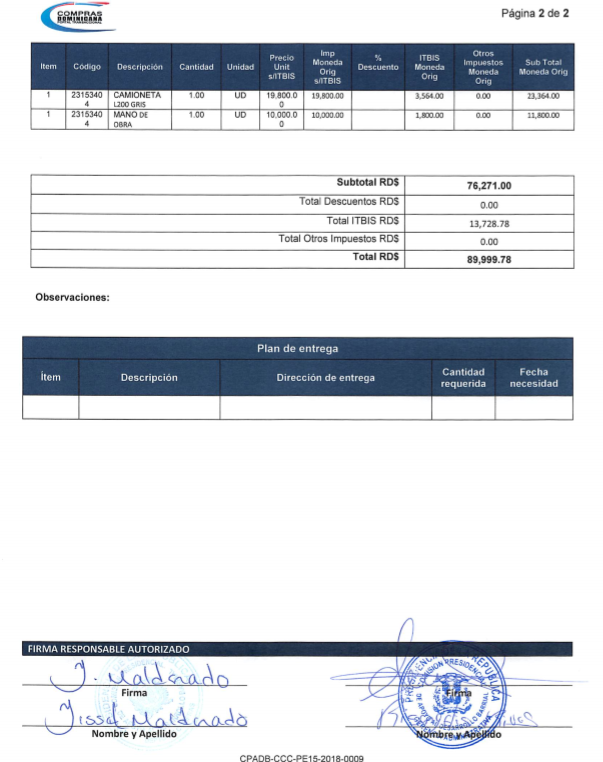 COMPRAS
DOMINICANA
PORTAL TRANSACCIONAL
Página 2 de 2
Item Código Descripción Cantidad Unidad Precio Unit s/ITBIS Imp Moneda Orig s/ITBIS % Descuento ITBIS Moneda Orig Otros Impuestos Moneda Orig Sub Total Moneda Orig
1 23153404 CAMIONETA L200 GRIS 1.00 UD 19,800.00 19,800.00 3,564.00 0.00 23,364.00
1 23153404 MANO DE OBRA 1.00 UD 10,000.00 10,000.00 1,800.00 0.00 11,800.00
Subtotal RD$ 76,271.00
Total Descuentos RD$ 0.00
Total ITBIS RD$ 13,728.78
Total Otros Impuestos RD$ 0.00
Total RD$ 89,999.78
Observaciones:
Plan de entrega
Ítem Descripción Dirección de entrega Cantidad requerida Fecha necesidad
FIRMA RESPONSABLE AUTORIZADO
Y. Maldonado
Firma Firma
Yissel Maldonado
Nombre y Apellido Nombre y Apellido
CPADB-CCC-PE15-2018-0009